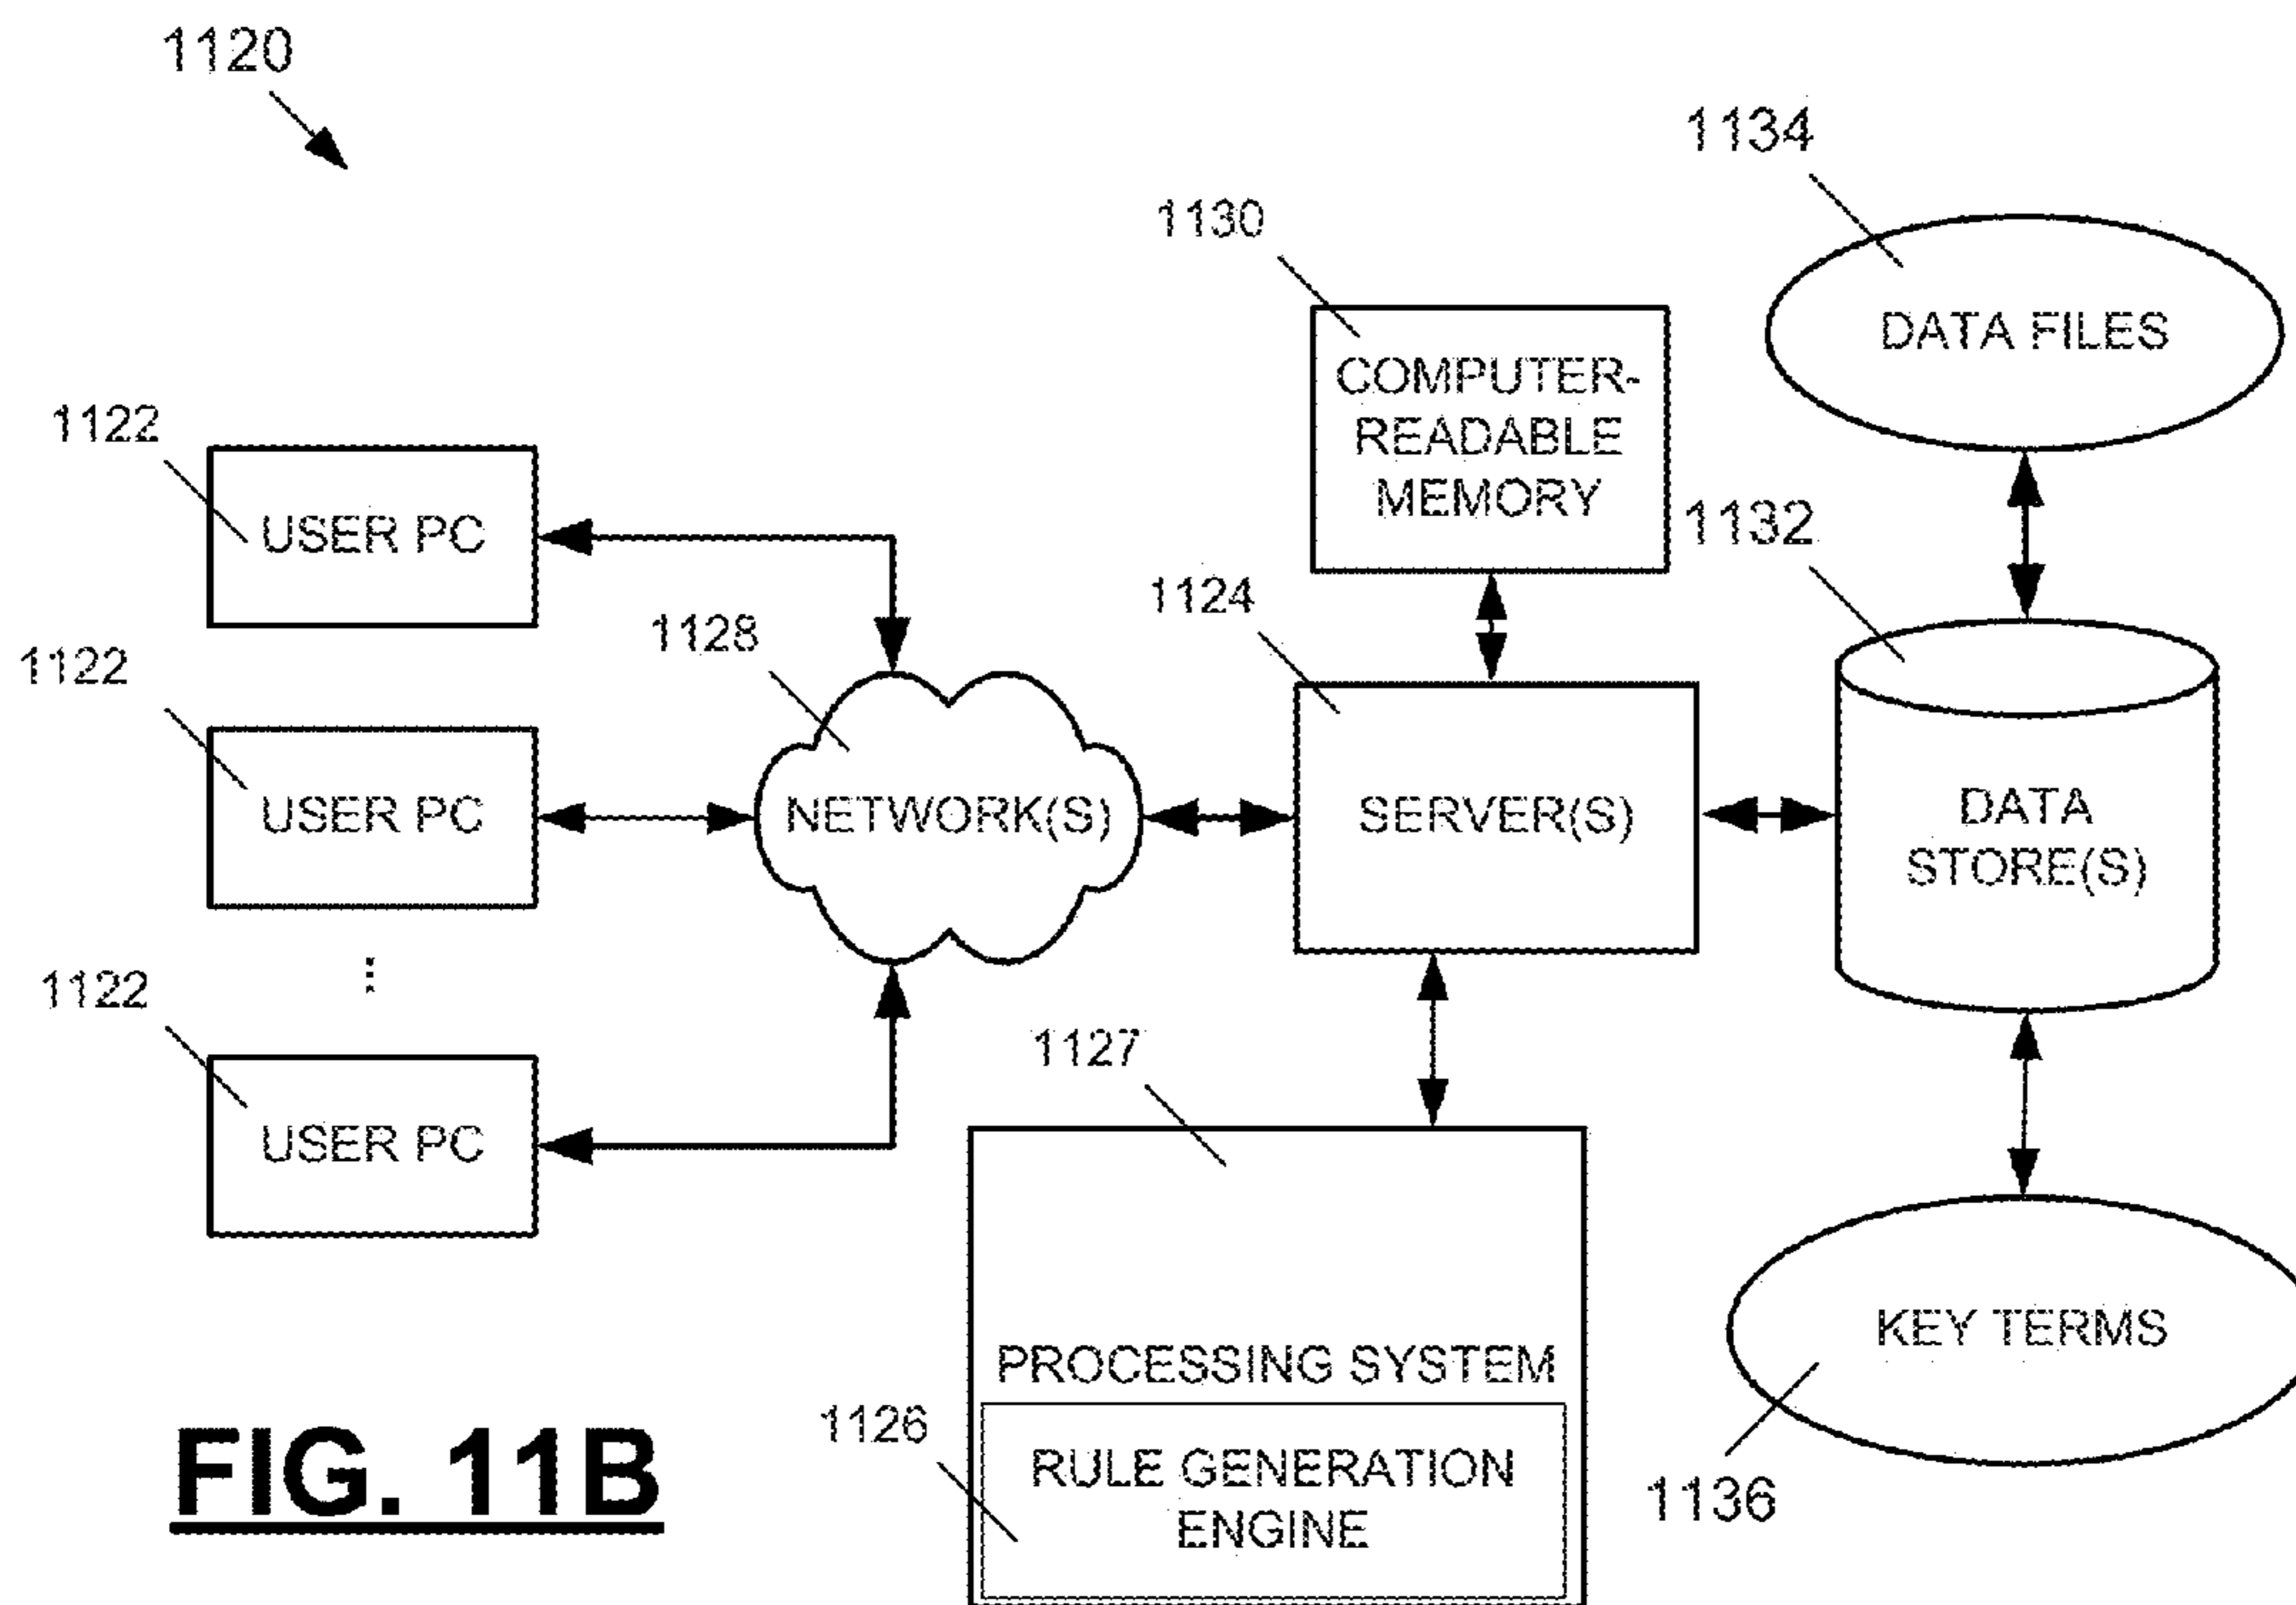 1120
1134
1130
DATA FILES
COMPUTER-
READABLE
MEMORY
1122
USER PC
1132
1124
1128
1122
USER PC
NETWORK(S)
SERVER(S)
DATA
STORE(S)
1122
⋮
1127
USER PC
KEY TERMS
PROCESSING SYSTEM
1126
RULE GENERATION
ENGINE
1136
FIG. 11B